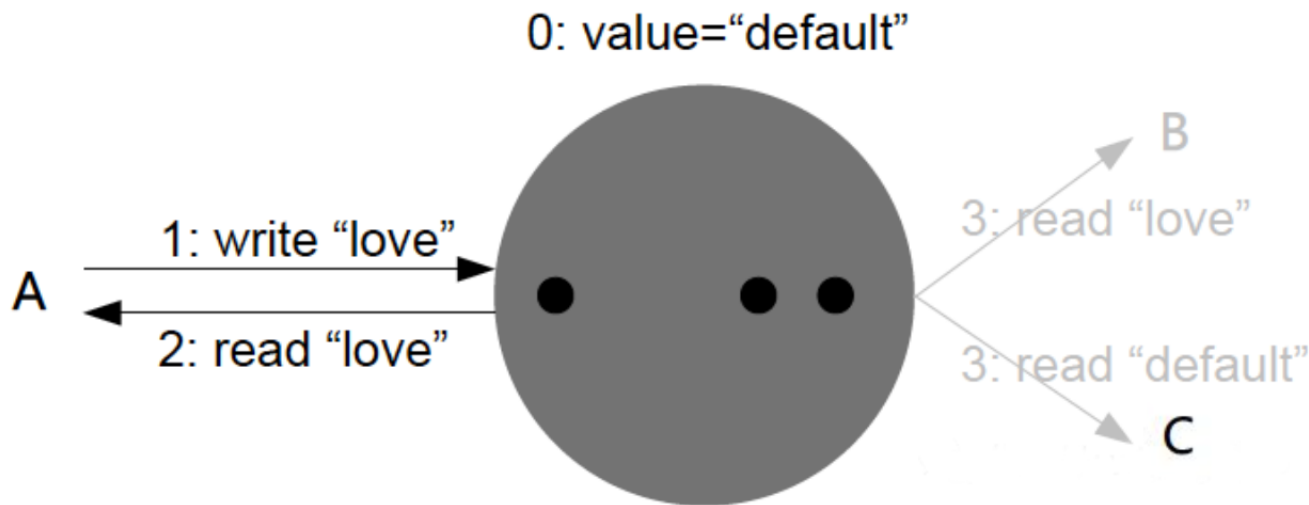 0: value=“default”
B
1: write “love”
3: read “love”
A
2: read “love”
3: read “default”
C